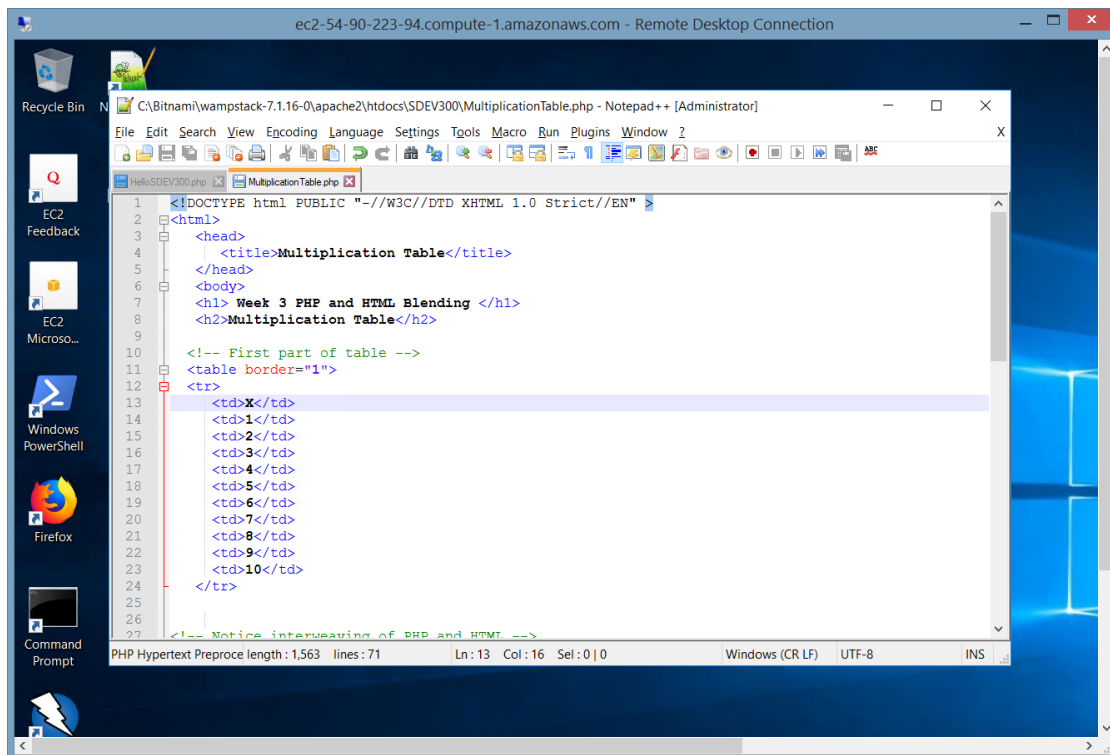 ec2-54-90-223-94.compute-1.amazonaws.com - Remote Desktop Connection
Recycle Bin
N
EC2
Feedback
EC2
Microso...
Windows
PowerShell
Firefox
Command
Prompt
C:\Bitnami\wampstack-7.1.16-0\apache2\htdocs\SDEV300\MultiplicationTable.php - Notepad++ [Administrator]
File Edit Search View Encoding Language Settings Tools Macro Run Plugins Window ? X
ABC
HelloSDEV300.php MultiplicationTable.php
1 <!DOCTYPE html PUBLIC "-//W3C//DTD XHTML 1.0 Strict//EN" >
2 <html>
3 <head>
4 <title>Multiplication Table</title>
5 </head>
6 <body>
7 <h1> Week 3 PHP and HTML Blending </h1>
8 <h2>Multiplication Table</h2>
9
10 <!-- First part of table -->
11 <table border="1">
12 <tr>
13 <td>X</td>
14 <td>1</td>
15 <td>2</td>
16 <td>3</td>
17 <td>4</td>
18 <td>5</td>
19 <td>6</td>
20 <td>7</td>
21 <td>8</td>
22 <td>9</td>
23 <td>10</td>
24 </tr>
25
26
27 <!-- Notice interweaving of PHP and HTML -->
PHP Hypertext Preproce length : 1,563 lines : 71 Ln : 13 Col : 16 Sel : 0 | 0 Windows (CR LF) UTF-8 INS